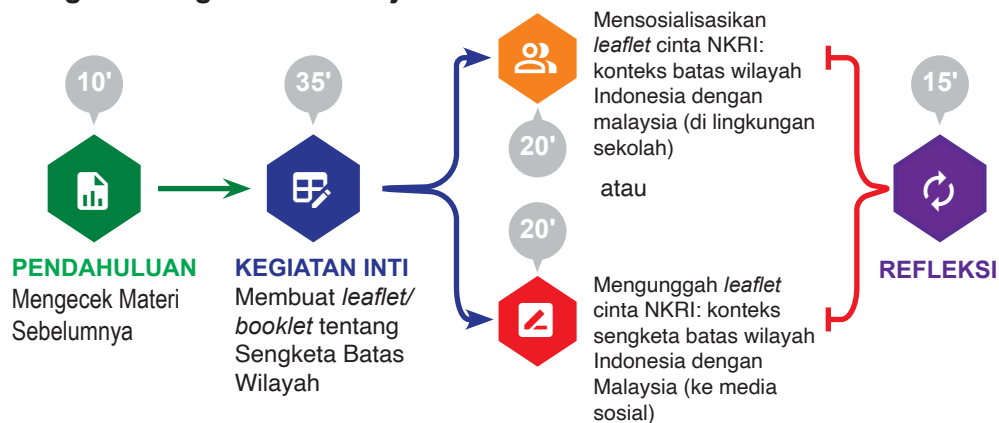 10'
PENDAHULUAN
Mengecek Materi
Sebelumnya
35'
KEGIATAN INTI
Membuat leaflet/
booklet tentang
Sengketa Batas
Wilayah
20'
Mensosialisasikan
leaflet cinta NKRI:
konteks batas wilayah
Indonesia dengan
malaysia (di lingkungan
sekolah)
atau
20'
Mengunggah leaflet
cinta NKRI: konteks
sengketa batas wilayah
Indonesia dengan
Malaysia (ke media
sosial)
15'
REFLEKSI